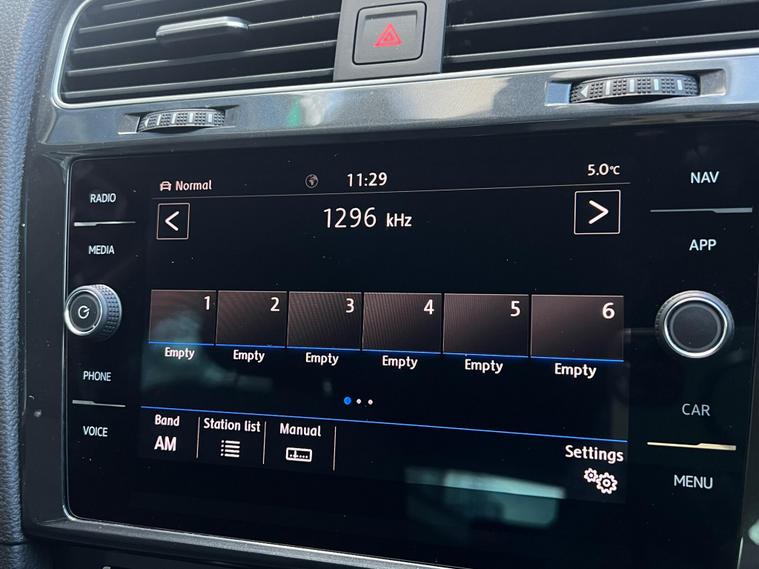 Normal 11:29 5.0°C
1296 kHz
1 2 3 4 5 6
Empty Empty Empty Empty Empty Empty
Band Station list Manual Settings
AM
RADIO
MEDIA
PHONE
VOICE
NAV
APP
CAR
MENU